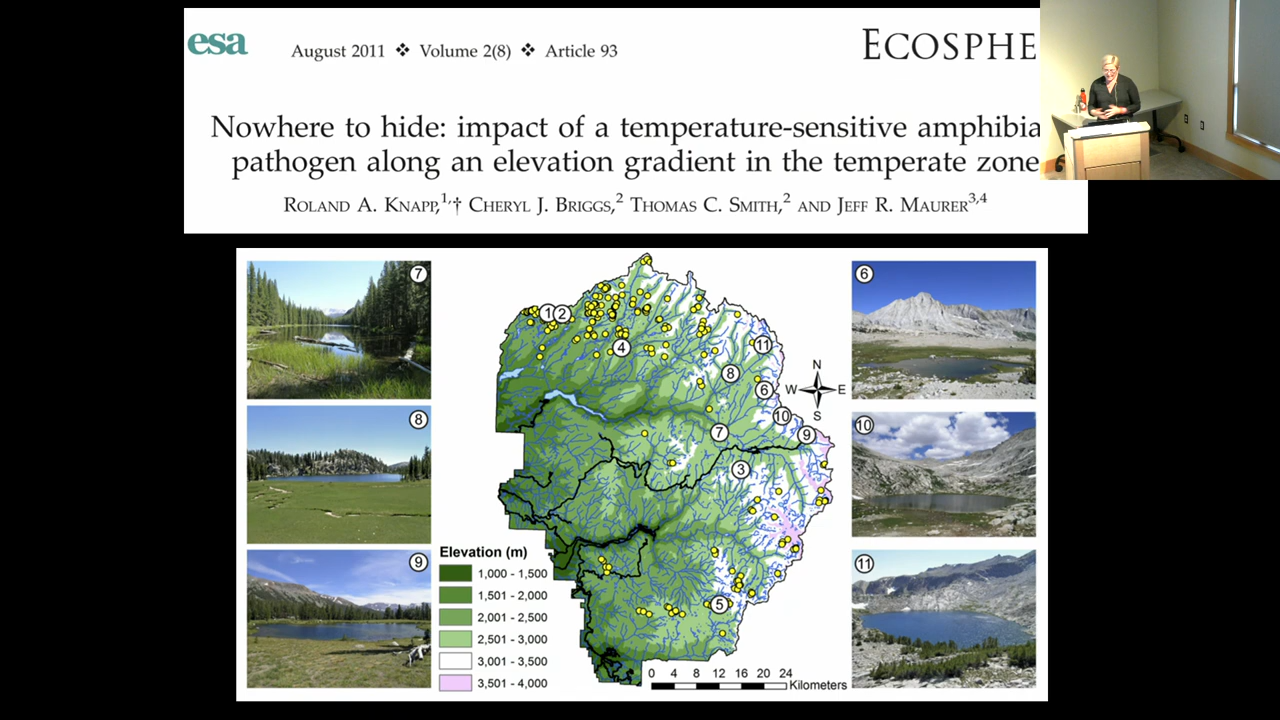 esa
August 2011 ❖ Volume 2(8) ❖ Article 93
ECOSPHE
Nowhere to hide: impact of a temperature-sensitive amphibia
pathogen along an elevation gradient in the temperate zone
ROLAND A. KNAPP,1,† CHERYL J. BRIGGS,2 THOMAS C. SMITH,2 AND JEFF R. MAURER3,4
7
8
9
1 2
4
11
8
6
10
7
9
3
5
N
W E
S
Elevation (m)
1,000 - 1,500
1,501 - 2,000
2,001 - 2,500
2,501 - 3,000
3,001 - 3,500
3,501 - 4,000
0 4 8 12 16 20 24
Kilometers
6
10
11